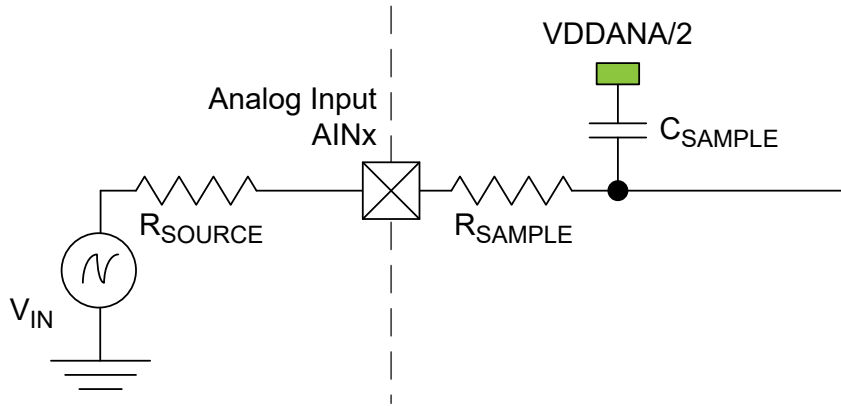 VDDANA/2
Analog Input
AINx
CSAMPLE
RSOURCE
RSAMPLE
VIN